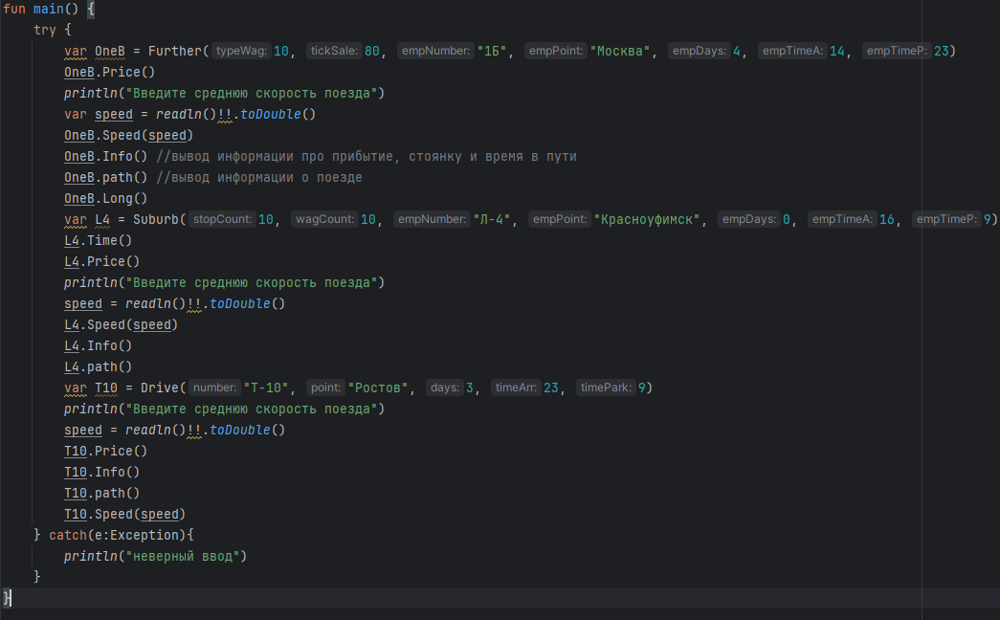 fun main() {
try {
var OneB = Further( typeWag: 10, tickSale: 80, empNumber: "1Б", empPoint: "Москва", empDays: 4, empTimeA: 14, empTimeP: 23)
OneB.Price()
println("Введите среднюю скорость поезда")
var speed = readln()!!.toDouble()
OneB.Speed(speed)
OneB.Info() //вывод информации про прибытие, стоянку и время в пути
OneB.path() //вывод информации о поезде
OneB.Long()
var L4 = Suburb( stopCount: 10, wagCount: 10, empNumber: "Л-4", empPoint: "Красноуфимск", empDays: 0, empTimeA: 16, empTimeP: 9)
L4.Time()
L4.Price()
println("Введите среднюю скорость поезда")
speed = readln()!!.toDouble()
L4.Speed(speed)
L4.Info()
L4.path()
var T10 = Drive( number: "Т-10", point: "Ростов", days: 3, timeArr: 23, timePark: 9)
println("Введите среднюю скорость поезда")
speed = readln()!!.toDouble()
T10.Price()
T10.Info()
T10.path()
T10.Speed(speed)
} catch(e:Exception){
println("неверный ввод")
}
}